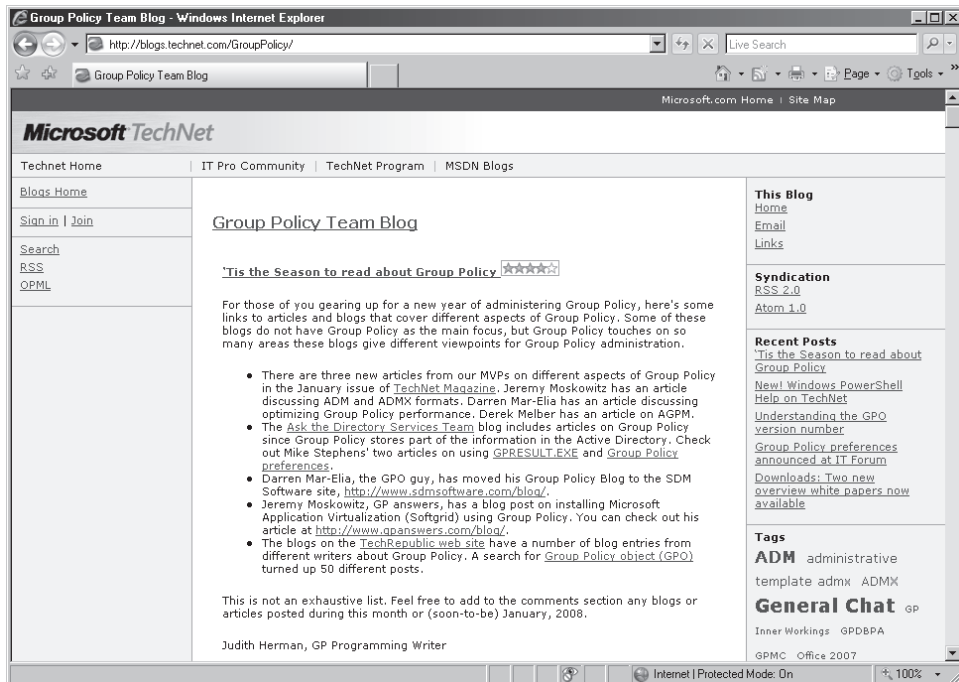 Group Policy Team Blog - Windows Internet Explorer
http://blogs.technet.com/GroupPolicy/
Live Search
Group Policy Team Blog
Page
Tools
Microsoft.com Home | Site Map
Microsoft TechNet
Technet Home | IT Pro Community | TechNet Program | MSDN Blogs
Blogs Home
Sign in | Join
Search
RSS
OPML
Group Policy Team Blog
'Tis the Season to read about Group Policy
For those of you gearing up for a new year of administering Group Policy, here's some
links to articles and blogs that cover different aspects of Group Policy. Some of these
blogs do not have Group Policy as the main focus, but Group Policy touches on so
many areas these blogs give different viewpoints for Group Policy administration.
• There are three new articles from our MVPs on different aspects of Group Policy
in the January issue of TechNet Magazine. Jeremy Moskowitz has an article
discussing ADM and ADMX formats. Darren Mar-Elia has an article discussing
optimizing Group Policy performance. Derek Melber has an article on AGPM.
• The Ask the Directory Services Team blog includes articles on Group Policy
since Group Policy stores part of the information in the Active Directory. Check
out Mike Stephens' two articles on using GPRESULT.EXE and Group Policy
preferences.
• Darren Mar-Elia, the GPO guy, has moved his Group Policy Blog to the SDM
Software site, http://www.sdmsoftware.com/blog/.
• Jeremy Moskowitz, GP answers, has a blog post on installing Microsoft
Application Virtualization (Softgrid) using Group Policy. You can check out his
article at http://www.gpanswers.com/blog/.
• The blogs on the TechRepublic web site have a number of blog entries from
different writers about Group Policy. A search for Group Policy object (GPO)
turned up 50 different posts.
This is not an exhaustive list. Feel free to add to the comments section any blogs or
articles posted during this month or (soon-to-be) January, 2008.
Judith Herman, GP Programming Writer
This Blog
Home
Email
Links
Syndication
RSS 2.0
Atom 1.0
Recent Posts
'Tis the Season to read about
Group Policy
New! Windows PowerShell
Help on TechNet
Understanding the GPO
version number
Group Policy preferences
announced at IT Forum
Downloads: Two new
overview white papers now
available
Tags
ADM administrative
template admx ADMX
General Chat GP
Inner Workings GPDBPA
GPMC Office 2007
Internet | Protected Mode: On
100%